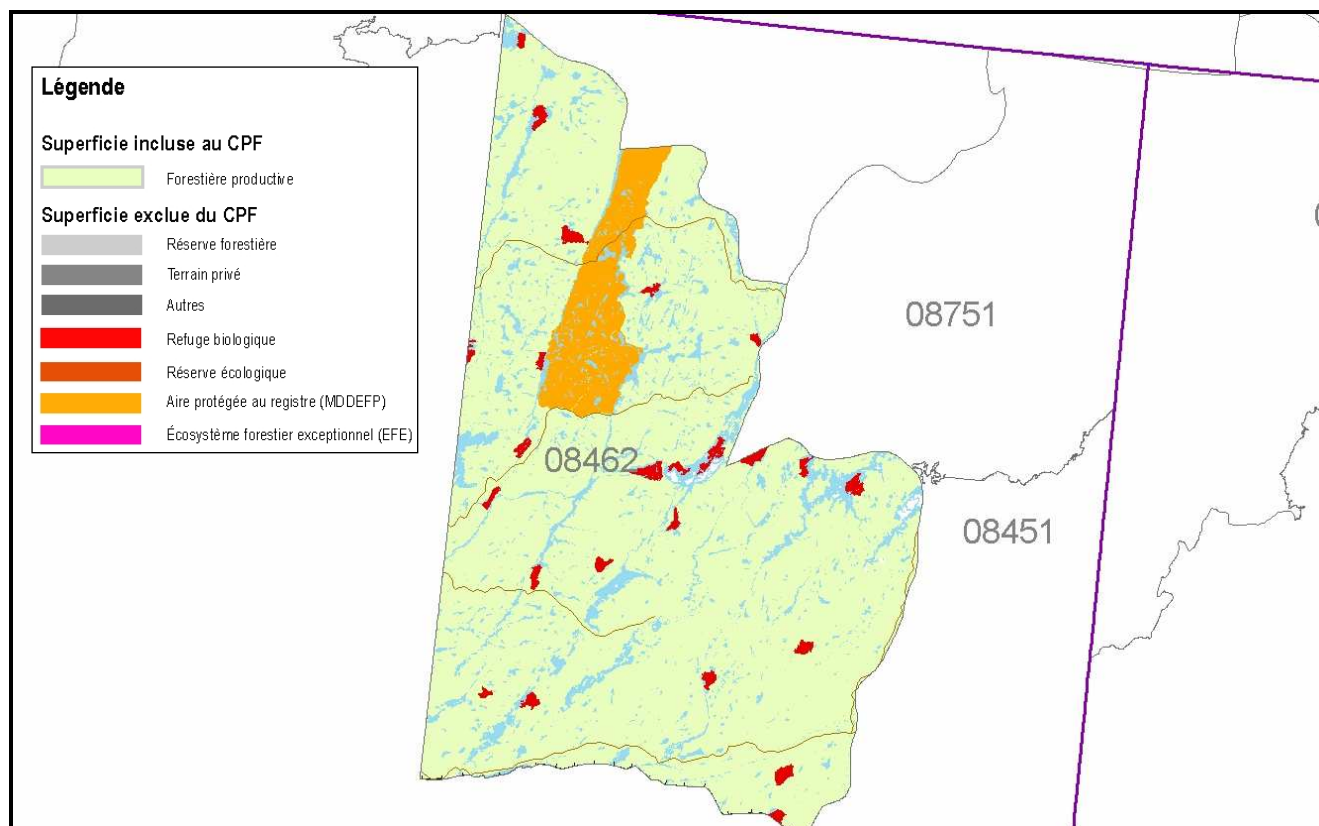 Légende
Superficie incluse au CPF
Forestière productive
Superficie exclue du CPF
Réserve forestière
Terrain privé
Autres
Refuge biologique
Réserve écologique
Aire protégée au registre (MDDEFP)
Écosystème forestier exceptionnel (EFE)
08751
08462
08451